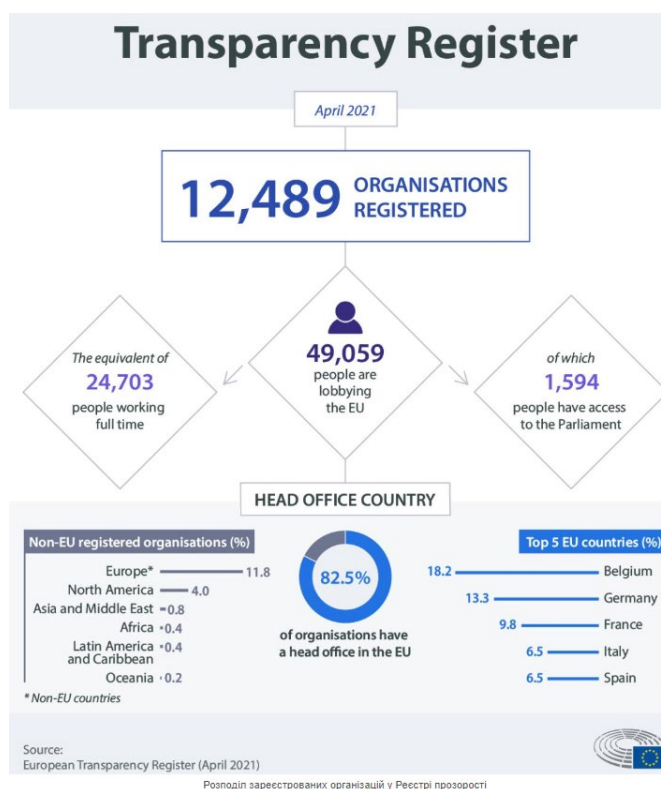 Transparency Register
April 2021
12,489 ORGANISATIONS
REGISTERED
49,059
people are
lobbying
the EU
The equivalent of
24,703
people working
full time
of which
1,594
people have access
to the Parliament
HEAD OFFICE COUNTRY
Non-EU registered organisations (%)
Europe* 11.8
North America 4.0
Asia and Middle East 0.8
Africa 0.4
Latin America
and Caribbean 0.4
Oceania 0.2
* Non-EU countries
82.5%
of organisations have
a head office in the EU
Top 5 EU countries (%)
18.2 Belgium
13.3 Germany
9.8 France
6.5 Italy
6.5 Spain
Source:
European Transparency Register (April 2021)
Розподіл зареєстрованих організацій у Реєстрі прозорості